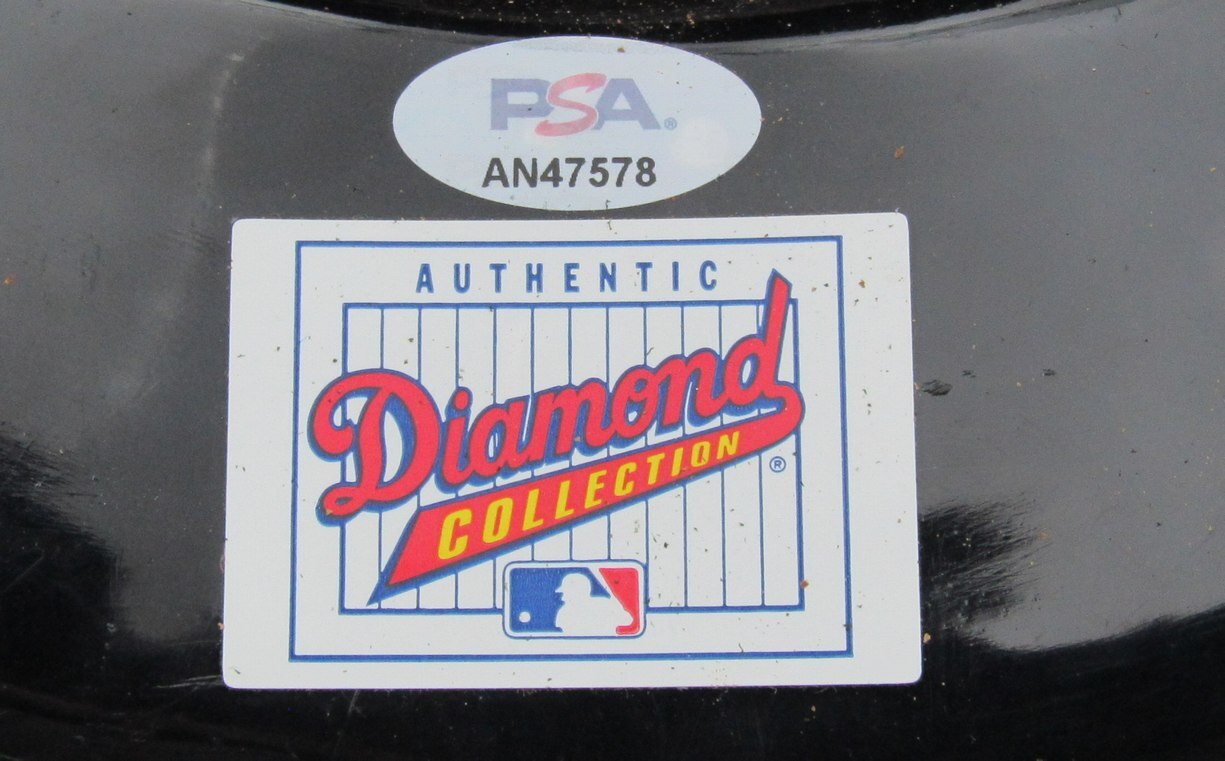 PSA®
AN47578
AUTHENTIC
Diamond
COLLECTION
®